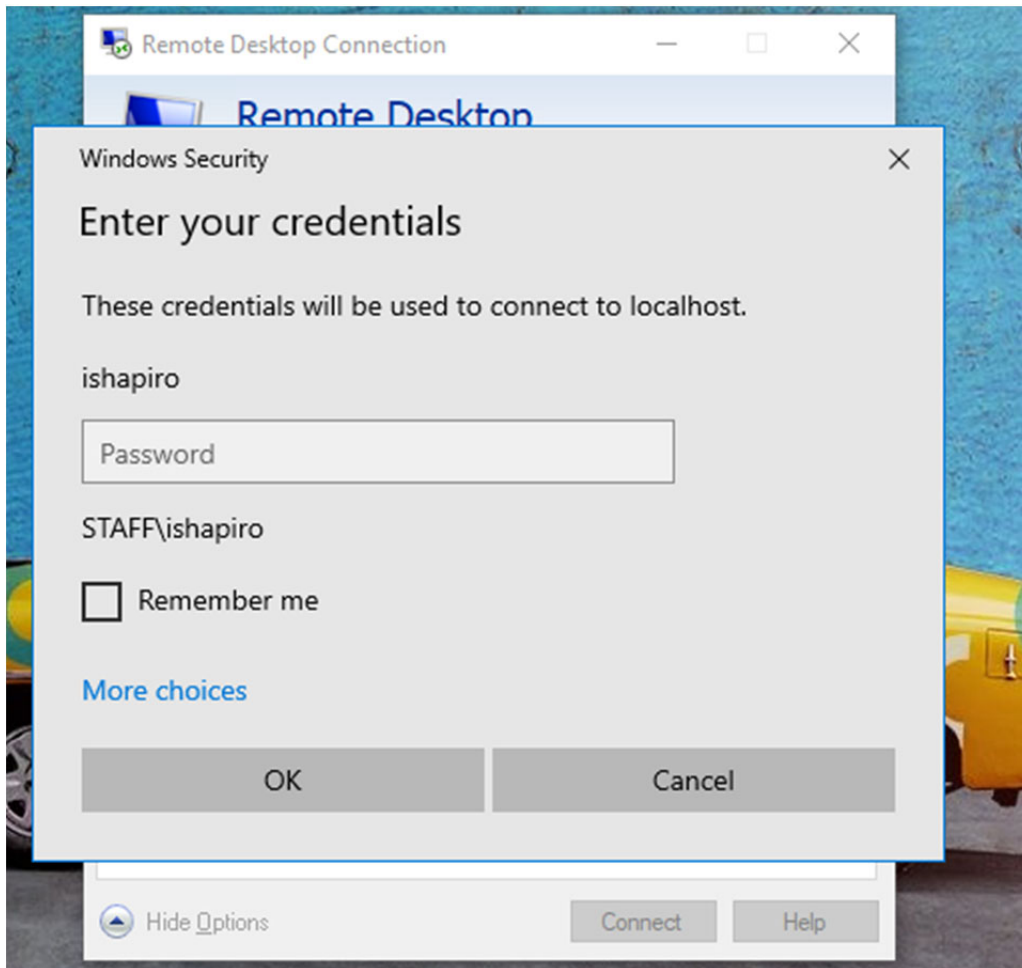 Remote Desktop Connection
Remote Desktop
Windows Security
Enter your credentials
These credentials will be used to connect to localhost.
ishapiro
Password
STAFF\ishapiro
Remember me
More choices
OK Cancel
Hide Options Connect Help